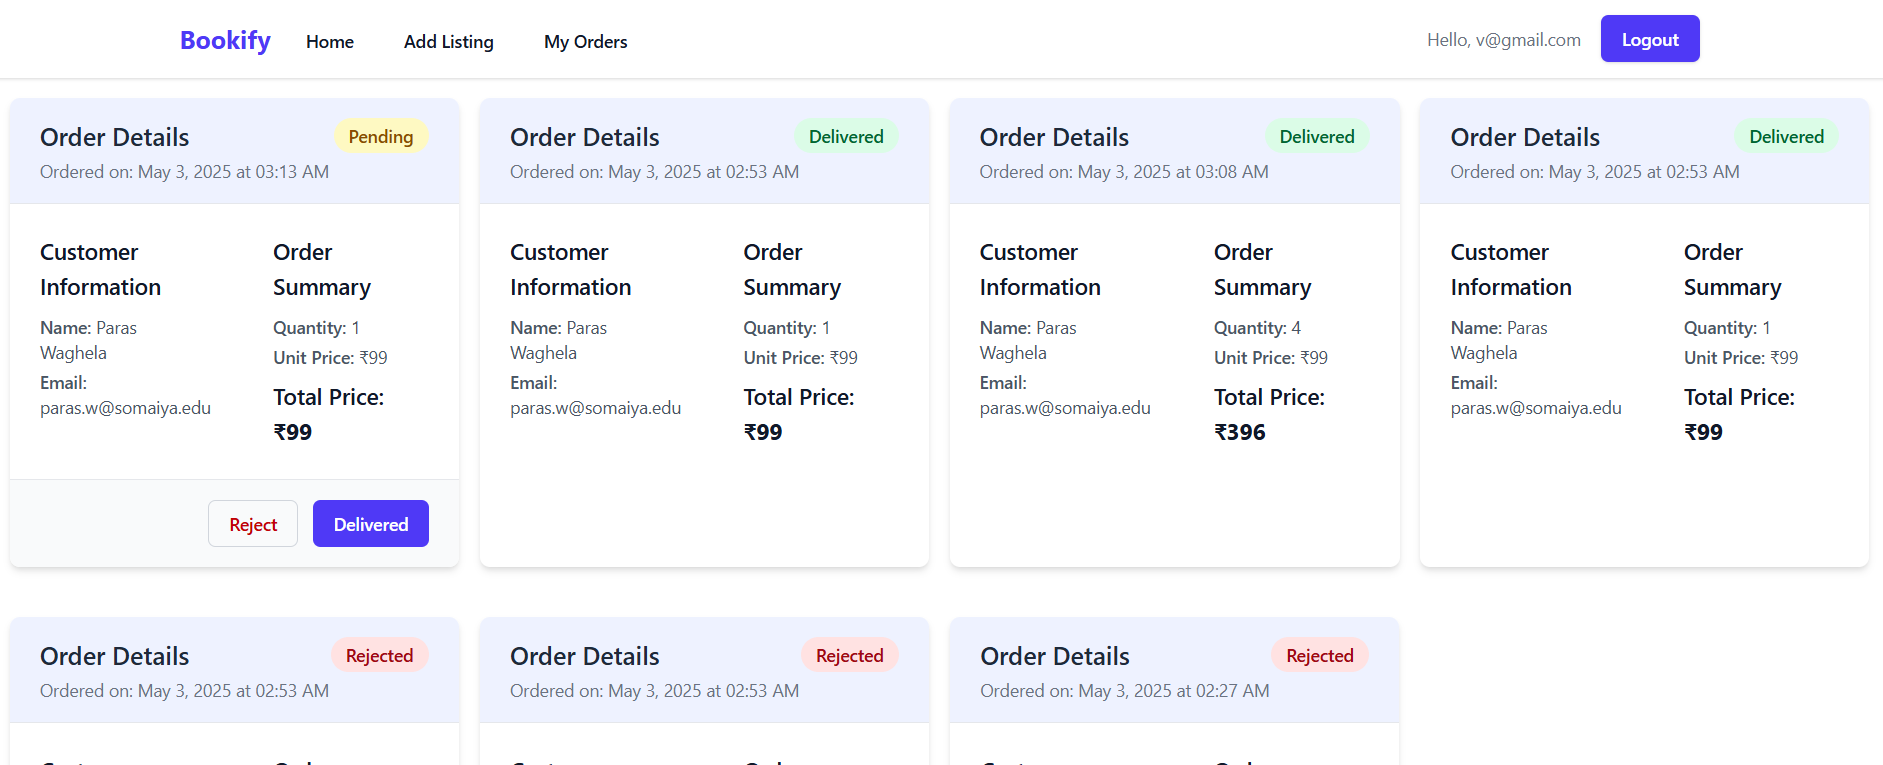 Bookify Home Add Listing My Orders Hello, v@gmail.com Logout
Order Details Pending
Ordered on: May 3, 2025 at 03:13 AM
Customer
Information
Name: Paras
Waghela
Email:
paras.w@somaiya.edu
Order
Summary
Quantity: 1
Unit Price: ₹99
Total Price:
₹99
Reject Delivered
Order Details Delivered
Ordered on: May 3, 2025 at 02:53 AM
Customer
Information
Name: Paras
Waghela
Email:
paras.w@somaiya.edu
Order
Summary
Quantity: 1
Unit Price: ₹99
Total Price:
₹99
Order Details Delivered
Ordered on: May 3, 2025 at 03:08 AM
Customer
Information
Name: Paras
Waghela
Email:
paras.w@somaiya.edu
Order
Summary
Quantity: 4
Unit Price: ₹99
Total Price:
₹396
Order Details Delivered
Ordered on: May 3, 2025 at 02:53 AM
Customer
Information
Name: Paras
Waghela
Email:
paras.w@somaiya.edu
Order
Summary
Quantity: 1
Unit Price: ₹99
Total Price:
₹99
Order Details Rejected
Ordered on: May 3, 2025 at 02:53 AM
Order Details Rejected
Ordered on: May 3, 2025 at 02:53 AM
Order Details Rejected
Ordered on: May 3, 2025 at 02:27 AM